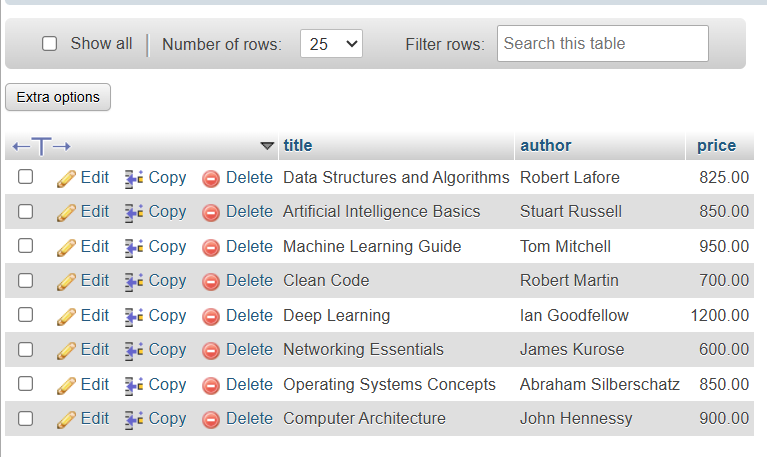 Show all Number of rows: 25 Filter rows: Search this table
Extra options
title author price
Edit Copy Delete Data Structures and Algorithms Robert Lafore 825.00
Edit Copy Delete Artificial Intelligence Basics Stuart Russell 850.00
Edit Copy Delete Machine Learning Guide Tom Mitchell 950.00
Edit Copy Delete Clean Code Robert Martin 700.00
Edit Copy Delete Deep Learning Ian Goodfellow 1200.00
Edit Copy Delete Networking Essentials James Kurose 600.00
Edit Copy Delete Operating Systems Concepts Abraham Silberschatz 850.00
Edit Copy Delete Computer Architecture John Hennessy 900.00